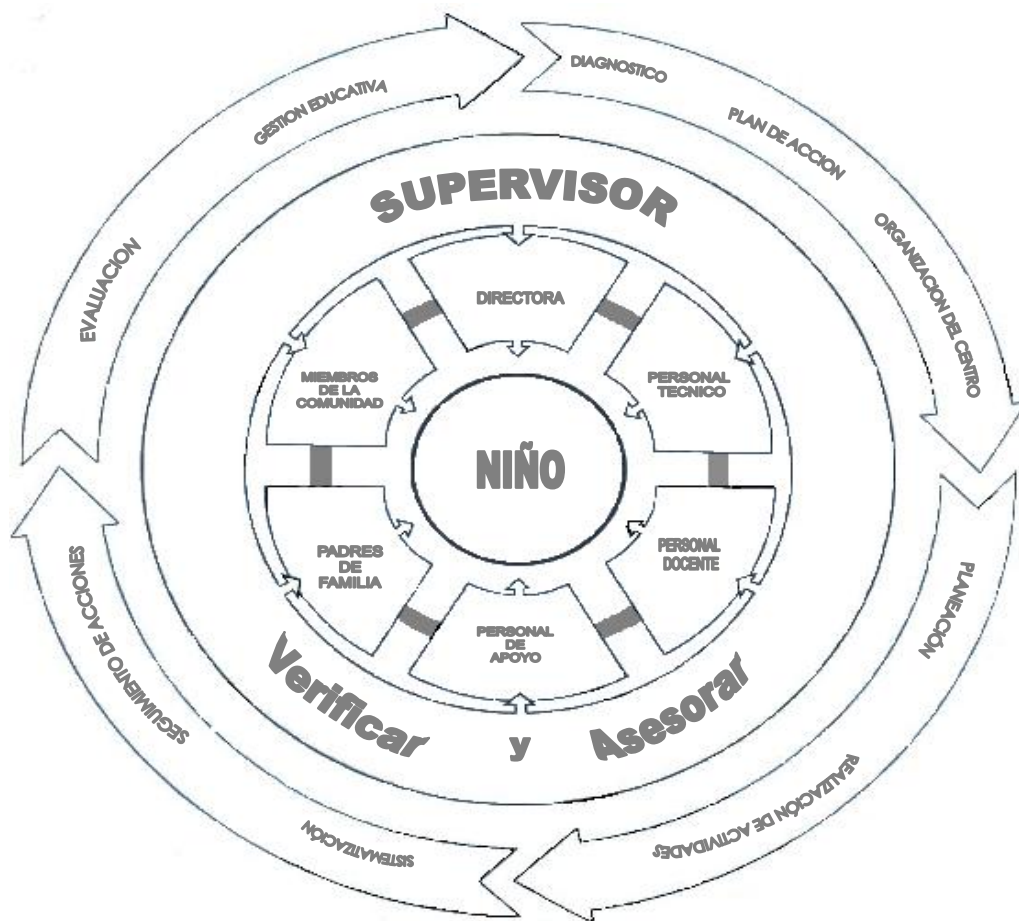 DIAGNOSTICO
PLAN DE ACCION
ORGANIZACION DEL CENTRO
PLANEACIÓN
REALIZACIÓN DE ACTIVIDADES
SISTEMATIZACIÓN
SEGUIMIENTO DE ACCIONES
EVALUACION
GESTION EDUCATIVA
SUPERVISOR
DIRECTORA
PERSONAL
TECNICO
PERSONAL
DOCENTE
PERSONAL
DE
APOYO
PADRES
DE
FAMILIA
MIEMBROS
DE LA
COMUNIDAD
NIÑO
Verificar y Asesorar